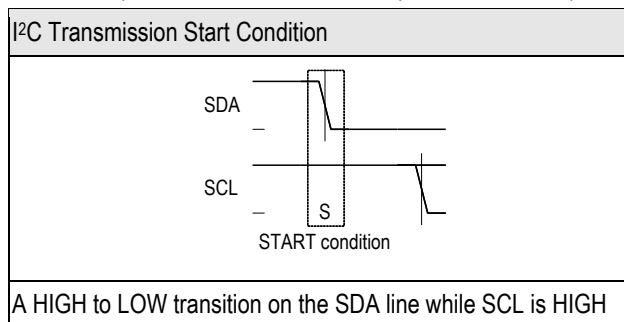 I²C Transmission Start Condition
SDA
SCL
S
START condition
A HIGH to LOW transition on the SDA line while SCL is HIGH